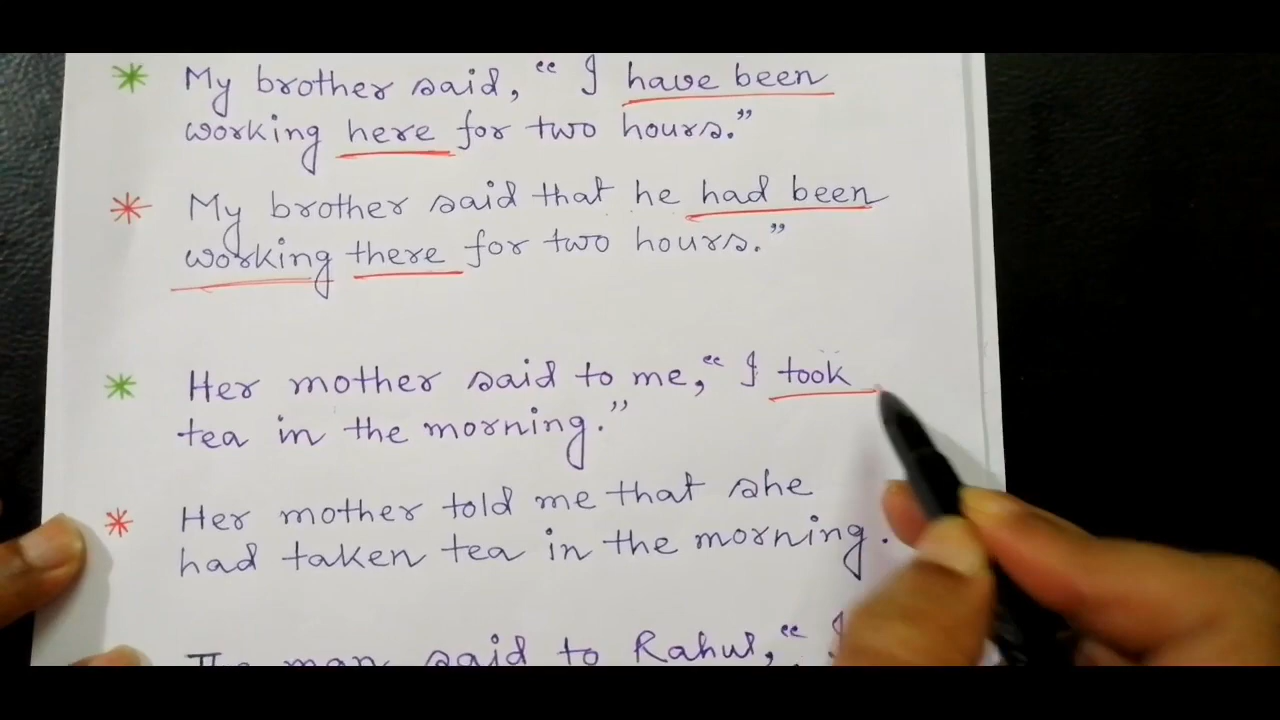 * My brother said, “I have been
working here for two hours.”
* My brother said that he had been
working there for two hours.”
* Her mother said to me, “I took
tea in the morning.”
* Her mother told me that she
had taken tea in the morning.
man said to Rahul, “I